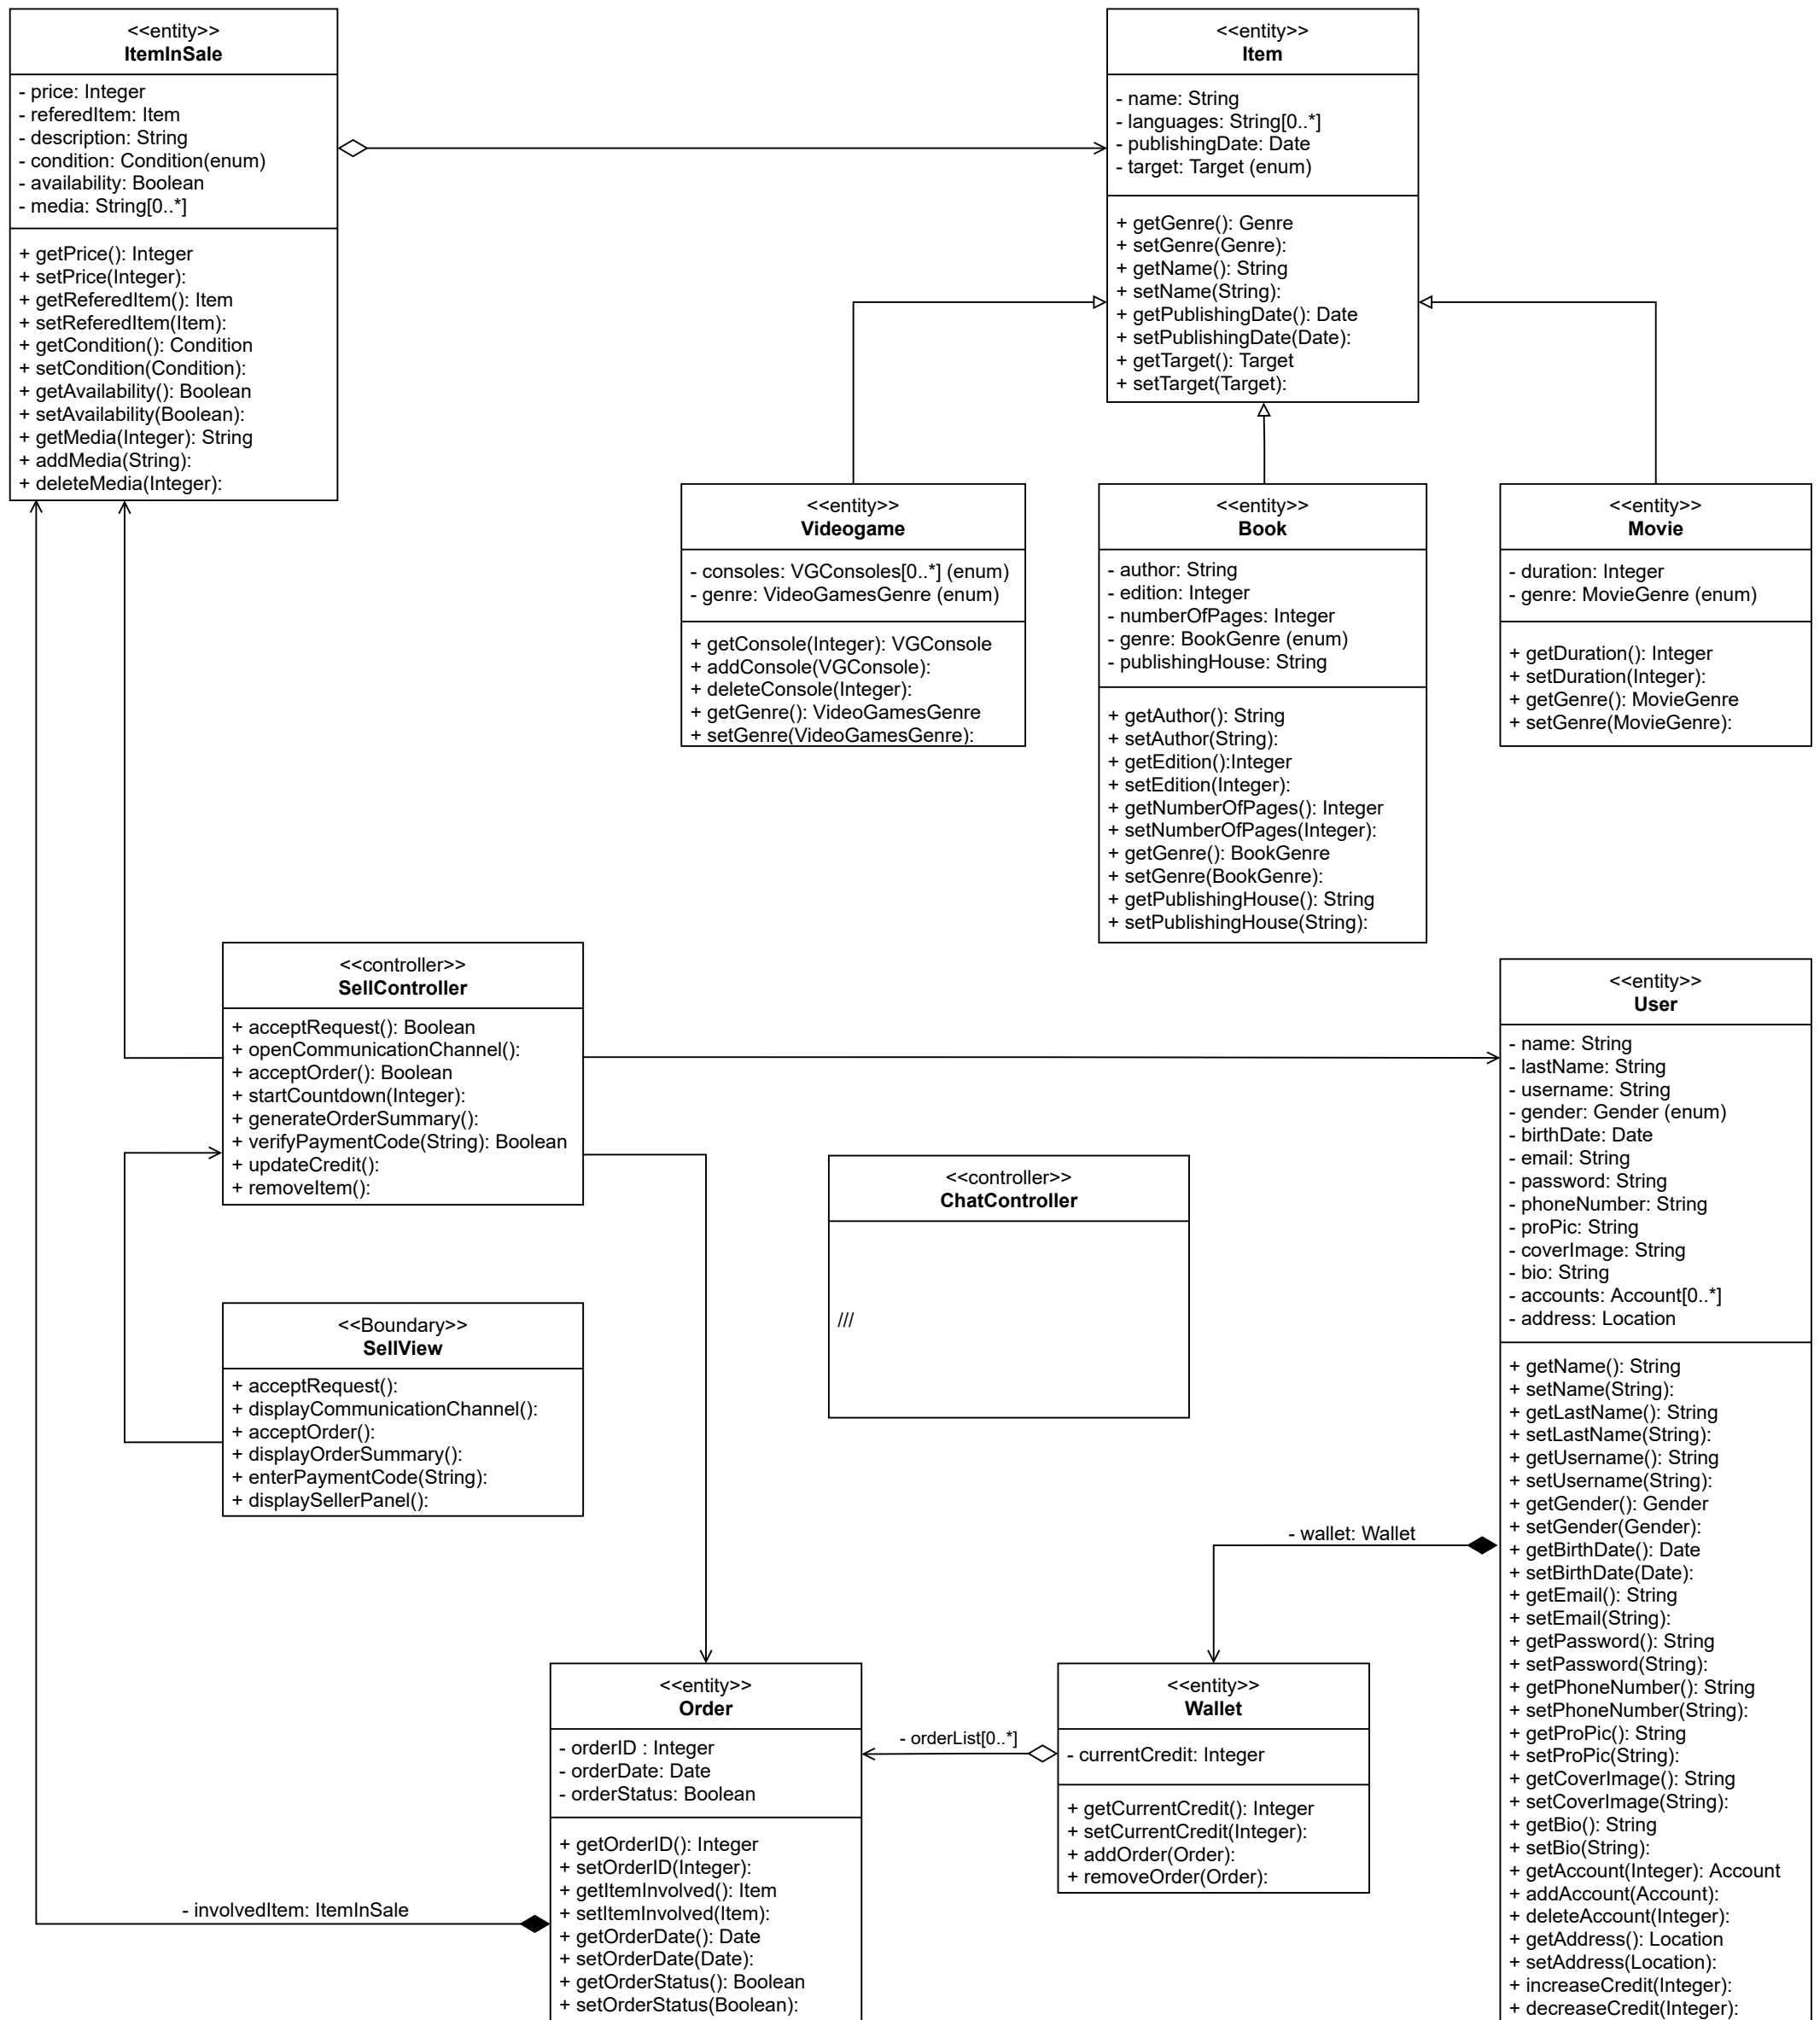 <<entity>>
ItemInSale
- price: Integer
- referedItem: Item
- description: String
- condition: Condition(enum)
- availability: Boolean
- media: String[0..*]
+ getPrice(): Integer
+ setPrice(Integer):
+ getReferedItem(): Item
+ setReferedItem(Item):
+ getCondition(): Condition
+ setCondition(Condition):
+ getAvailability(): Boolean
+ setAvailability(Boolean):
+ getMedia(Integer): String
+ addMedia(String):
+ deleteMedia(Integer):
<<entity>>
Item
- name: String
- languages: String[0..*]
- publishingDate: Date
- target: Target (enum)
+ getGenre(): Genre
+ setGenre(Genre):
+ getName(): String
+ setName(String):
+ getPublishingDate(): Date
+ setPublishingDate(Date):
+ getTarget(): Target
+ setTarget(Target):
<<entity>>
Videogame
- consoles: VGConsoles[0..*] (enum)
- genre: VideoGamesGenre (enum)
+ getConsole(Integer): VGConsole
+ addConsole(VGConsole):
+ deleteConsole(Integer):
+ getGenre(): VideoGamesGenre
+ setGenre(VideoGamesGenre):
<<entity>>
Book
- author: String
- edition: Integer
- numberOfPages: Integer
- genre: BookGenre (enum)
- publishingHouse: String
+ getAuthor(): String
+ setAuthor(String):
+ getEdition():Integer
+ setEdition(Integer):
+ getNumberOfPages(): Integer
+ setNumberOfPages(Integer):
+ getGenre(): BookGenre
+ setGenre(BookGenre):
+ getPublishingHouse(): String
+ setPublishingHouse(String):
<<entity>>
Movie
- duration: Integer
- genre: MovieGenre (enum)
+ getDuration(): Integer
+ setDuration(Integer):
+ getGenre(): MovieGenre
+ setGenre(MovieGenre):
<<controller>>
SellController
+ acceptRequest(): Boolean
+ openCommunicationChannel():
+ acceptOrder(): Boolean
+ startCountdown(Integer):
+ generateOrderSummary():
+ verifyPaymentCode(String): Boolean
+ updateCredit():
+ removeItem():
<<controller>>
ChatController
///
<<Boundary>>
SellView
+ acceptRequest():
+ displayCommunicationChannel():
+ acceptOrder():
+ displayOrderSummary():
+ enterPaymentCode(String):
+ displaySellerPanel():
<<entity>>
User
- name: String
- lastName: String
- username: String
- gender: Gender (enum)
- birthDate: Date
- email: String
- password: String
- phoneNumber: String
- proPic: String
- coverImage: String
- bio: String
- accounts: Account[0..*]
- address: Location
+ getName(): String
+ setName(String):
+ getLastName(): String
+ setLastName(String):
+ getUsername(): String
+ setUsername(String):
+ getGender(): Gender
+ setGender(Gender):
+ getBirthDate(): Date
+ setBirthDate(Date):
+ getEmail(): String
+ setEmail(String):
+ getPassword(): String
+ setPassword(String):
+ getPhoneNumber(): String
+ setPhoneNumber(String):
+ getProPic(): String
+ setProPic(String):
+ getCoverImage(): String
+ setCoverImage(String):
+ getBio(): String
+ setBio(String):
+ getAccount(Integer): Account
+ addAccount(Account):
+ deleteAccount(Integer):
+ getAddress(): Location
+ setAddress(Location):
+ increaseCredit(Integer):
+ decreaseCredit(Integer):
- wallet: Wallet
<<entity>>
Order
- orderID : Integer
- orderDate: Date
- orderStatus: Boolean
+ getOrderID(): Integer
+ setOrderID(Integer):
+ getItemInvolved(): Item
+ setItemInvolved(Item):
+ getOrderDate(): Date
+ setOrderDate(Date):
+ getOrderStatus(): Boolean
+ setOrderStatus(Boolean):
- orderList[0..*]
<<entity>>
Wallet
- currentCredit: Integer
+ getCurrentCredit(): Integer
+ setCurrentCredit(Integer):
+ addOrder(Order):
+ removeOrder(Order):
- involvedItem: ItemInSale